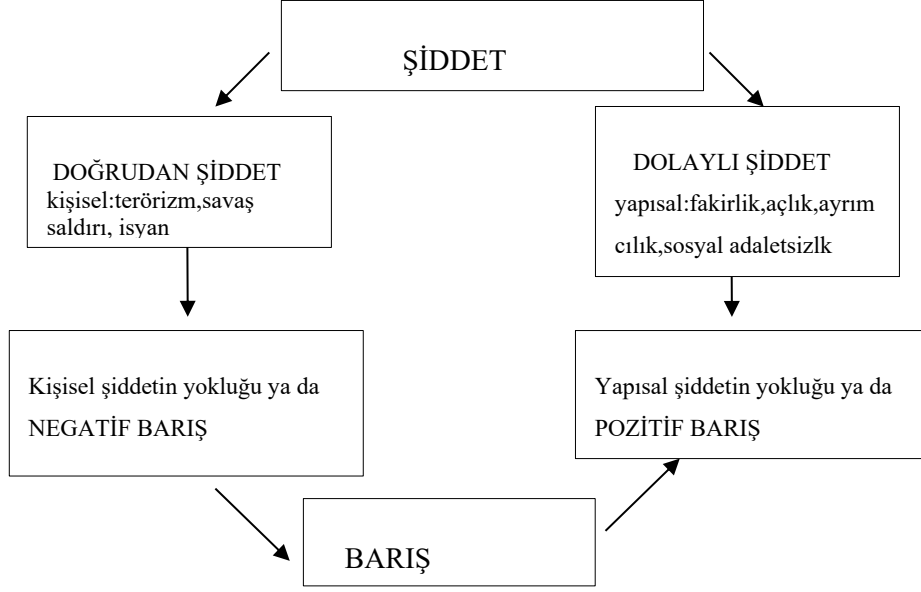 ŞİDDET
DOĞRUDAN ŞİDDET
kişisel:terörizm,savaş
saldırı, isyan
DOLAYLI ŞİDDET
yapısal:fakirlik,açlık,ayrım
cılık,sosyal adaletsizlk
Kişisel şiddetin yokluğu ya da
NEGATİF BARIŞ
Yapısal şiddetin yokluğu ya da
POZİTİF BARIŞ
BARIŞ